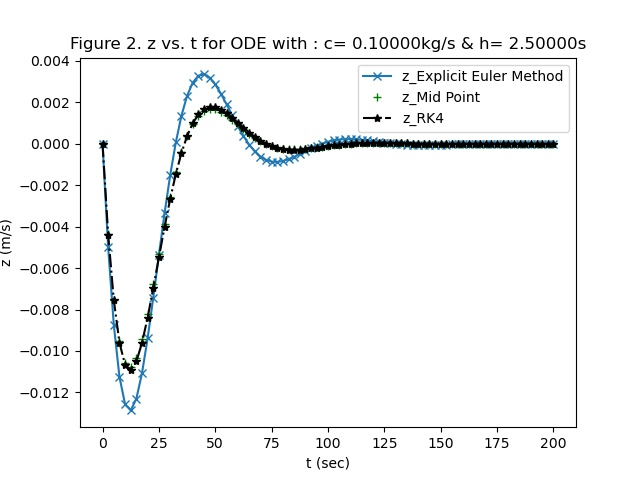 Figure 2. z vs. t for ODE with : c= 0.10000kg/s & h= 2.50000s
z_Explicit Euler Method
z_Mid Point
z_RK4
0.004
0.002
0.000
−0.002
−0.004
−0.006
−0.008
−0.010
−0.012
z (m/s)
0 25 50 75 100 125 150 175 200
t (sec)